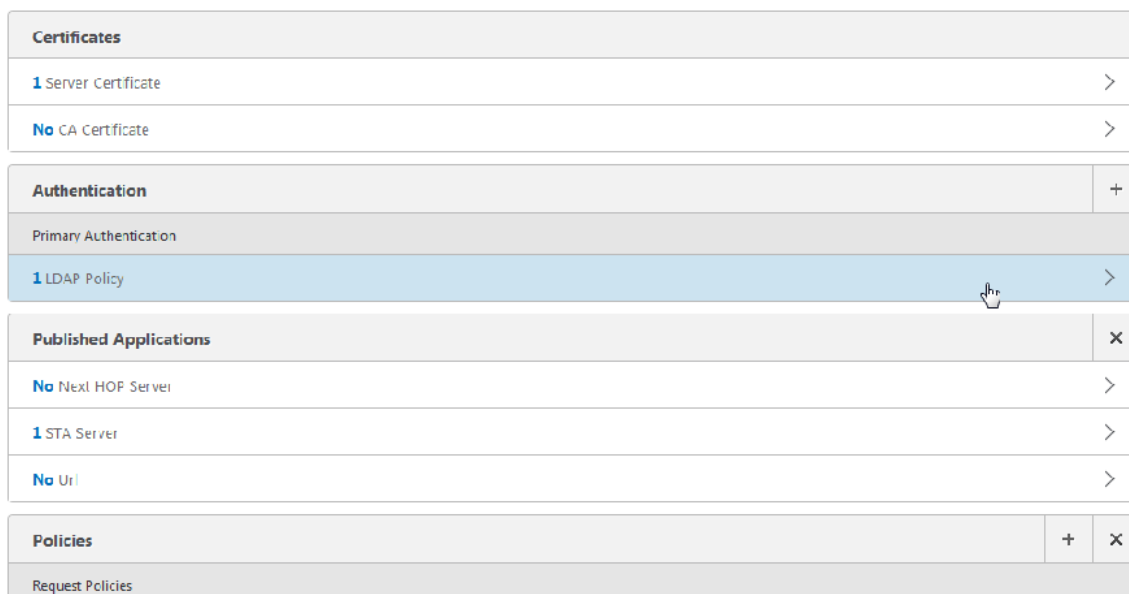 Certificates
1 Server Certificate
No CA Certificate
Authentication
Primary Authentication
1 LDAP Policy
Published Applications
No Next HOP Server
1 STA Server
No Url
Policies
Request Policies